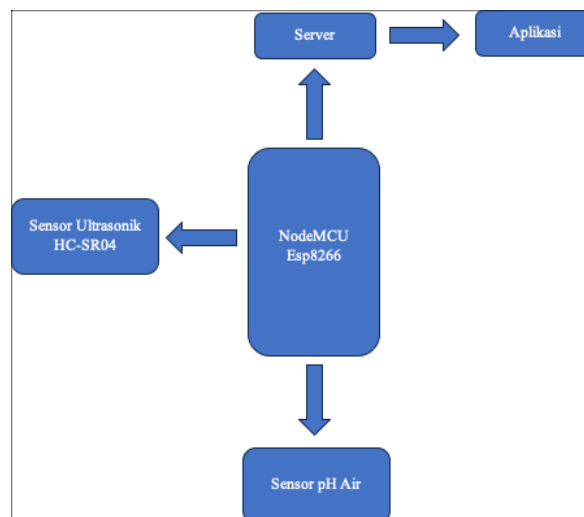 Server
Aplikasi
Sensor Ultrasonik
HC-SR04
NodeMCU
Esp8266
Sensor pH Air